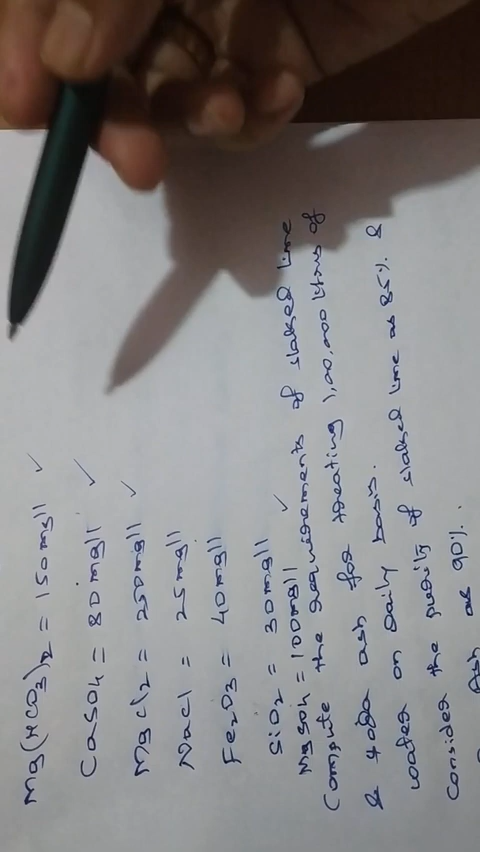 Mg(HCO3)2 = 150mg/l ✓
CaSO4 = 80mg/l ✓
MgCl2 = 250mg/l ✓
NaCl = 25mg/l
Fe2O3 = 40mg/l
SiO2 = 30mg/l ✓
MgSO4 = 100mg/l
Compute the requirements of slaked lime
& soda ash for treating 1,00,000 litres of
water on daily basis.
Consider the purity of slaked lime as 85% &
Ash as 90%.